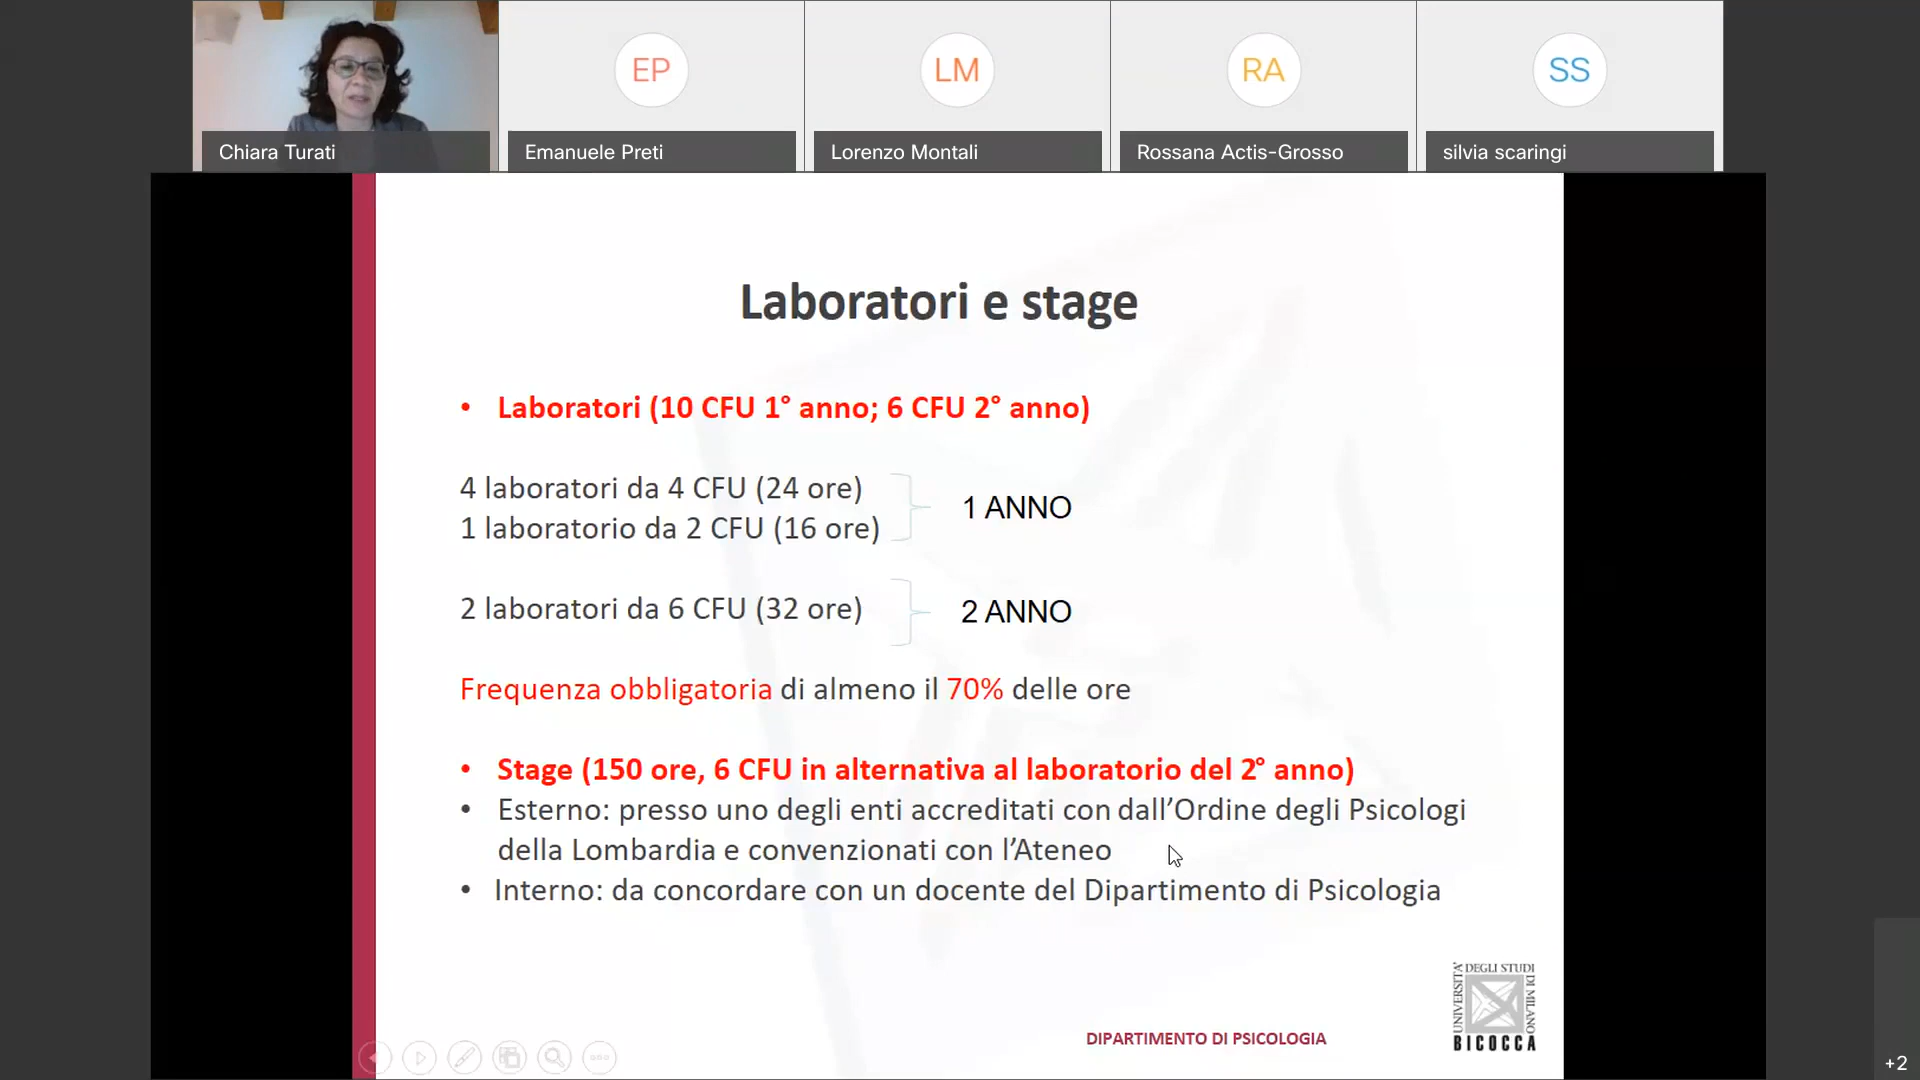 EP
LM
RA
SS
Chiara Turati
Emanuele Preti
Lorenzo Montali
Rossana Actis-Grosso
silvia scaringi
Laboratori e stage
• Laboratori (10 CFU 1° anno; 6 CFU 2° anno)
4 laboratori da 4 CFU (24 ore)
1 laboratorio da 2 CFU (16 ore)
1 ANNO
2 laboratori da 6 CFU (32 ore)
2 ANNO
Frequenza obbligatoria di almeno il 70% delle ore
• Stage (150 ore, 6 CFU in alternativa al laboratorio del 2° anno)
• Esterno: presso uno degli enti accreditati con dall’Ordine degli Psicologi
della Lombardia e convenzionati con l’Ateneo
• Interno: da concordare con un docente del Dipartimento di Psicologia
DIPARTIMENTO DI PSICOLOGIA
UNIVERSITA’
DEGLI STUDI
DI MILANO
BICOCCA
+2